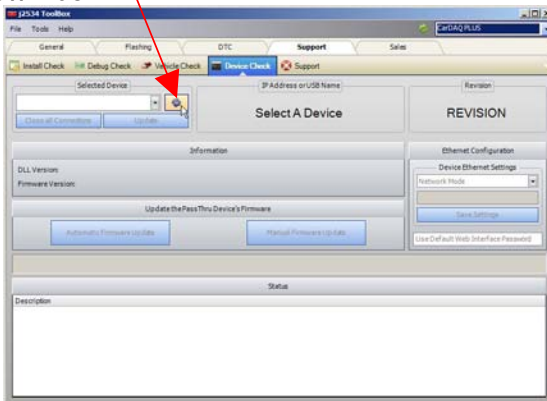 J2534 ToolBox
File Tools Help
CarDAQ PLUS
General Flashing DTC Support Sales
Install Check Debug Check Vehicle Check Device Check Support
Selected Device
IP Address or USB Name
Revision
Select A Device
REVISION
Close all Connections Update
Information
Ethernet Configuration
DLL Version:
Firmware Version:
Device Ethernet Settings
Network Mode
Update the PassThru Device's Firmware
Save Settings
Automatic Firmware Update Manual Firmware Update
Use Default Web Interface Password
Status
Description